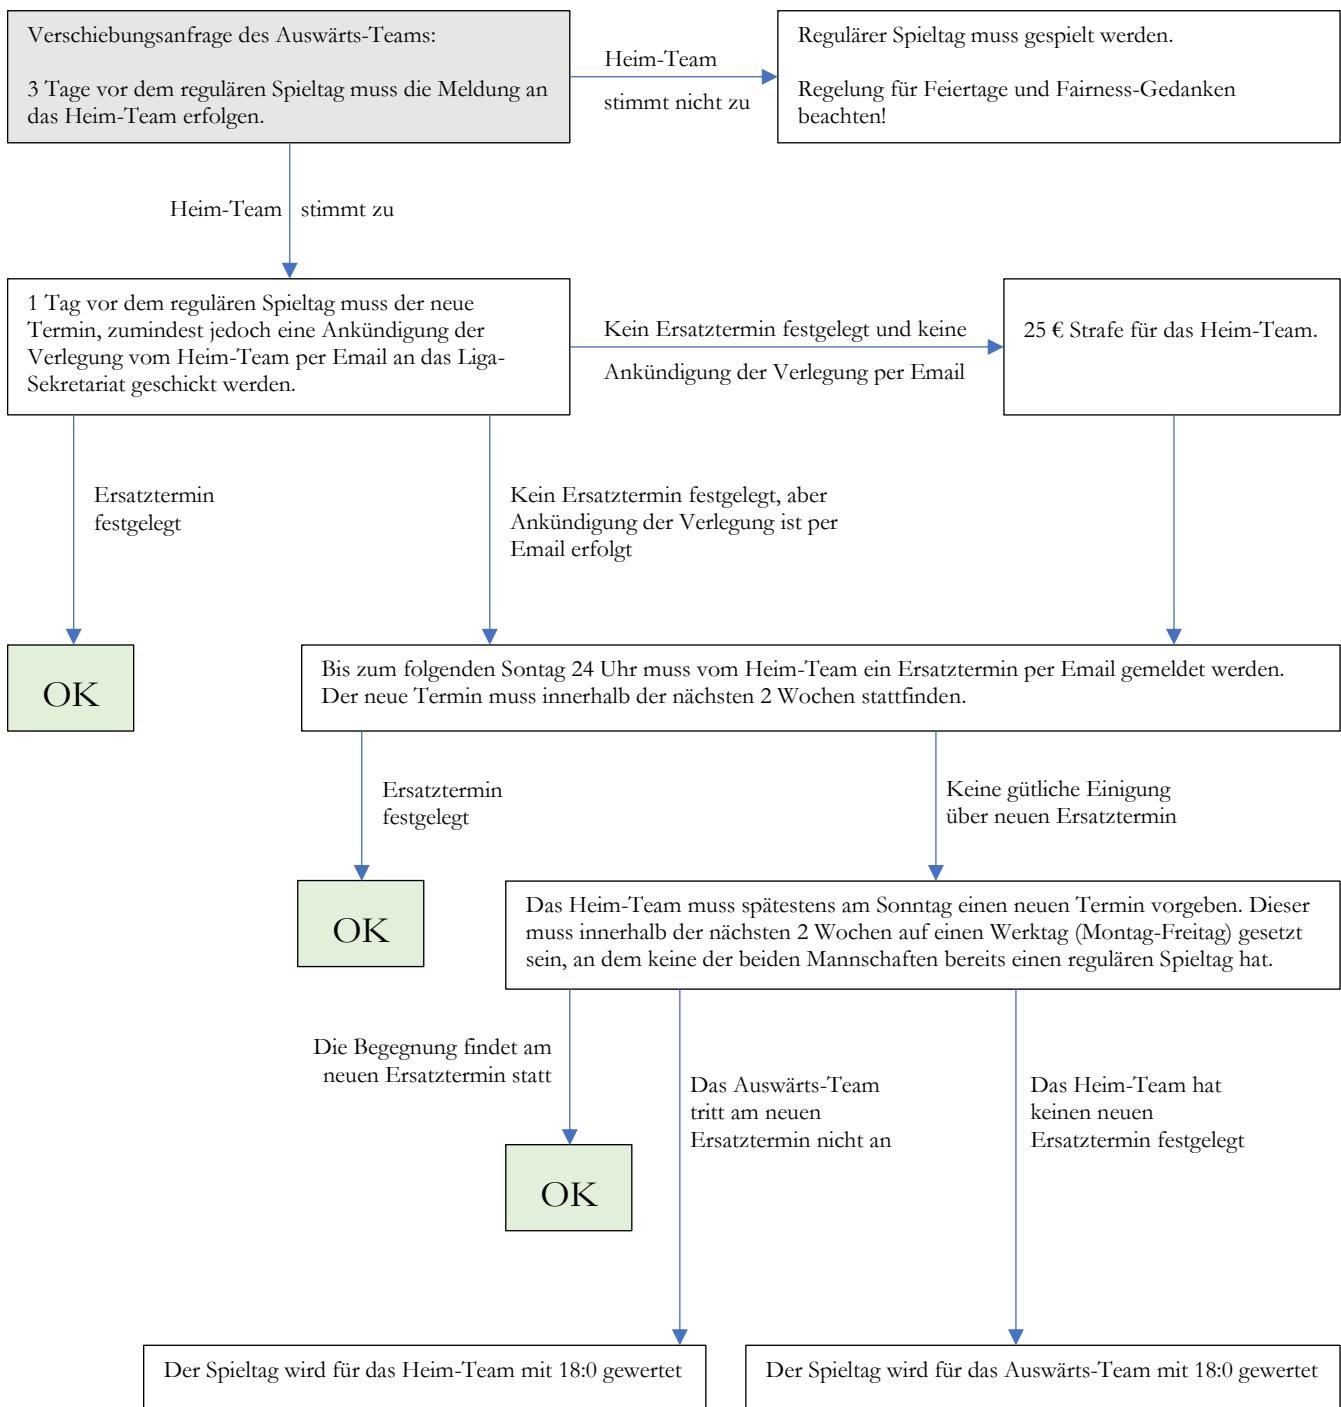 Verschiebungsanfrage des Auswärts-Teams:
3 Tage vor dem regulären Spieltag muss die Meldung an
das Heim-Team erfolgen.
Heim-Team
stimmt nicht zu
Regulärer Spieltag muss gespielt werden.
Regelung für Feiertage und Fairness-Gedanken
beachten!
Heim-Team stimmt zu
1 Tag vor dem regulären Spieltag muss der neue
Termin, zumindest jedoch eine Ankündigung der
Verlegung vom Heim-Team per Email an das Liga-
Sekretariat geschickt werden.
Kein Ersatztermin festgelegt und keine
Ankündigung der Verlegung per Email
25 € Strafe für das Heim-Team.
Ersatztermin
festgelegt
Kein Ersatztermin festgelegt, aber
Ankündigung der Verlegung ist per
Email erfolgt
OK
Bis zum folgenden Sontag 24 Uhr muss vom Heim-Team ein Ersatztermin per Email gemeldet werden.
Der neue Termin muss innerhalb der nächsten 2 Wochen stattfinden.
Ersatztermin
festgelegt
Keine gütliche Einigung
über neuen Ersatztermin
OK
Das Heim-Team muss spätestens am Sonntag einen neuen Termin vorgeben. Dieser
muss innerhalb der nächsten 2 Wochen auf einen Werktag (Montag-Freitag) gesetzt
sein, an dem keine der beiden Mannschaften bereits einen regulären Spieltag hat.
Die Begegnung findet am
neuen Ersatztermin statt
Das Auswärts-Team
tritt am neuen
Ersatztermin nicht an
Das Heim-Team hat
keinen neuen
Ersatztermin festgelegt
OK
Der Spieltag wird für das Heim-Team mit 18:0 gewertet
Der Spieltag wird für das Auswärts-Team mit 18:0 gewertet